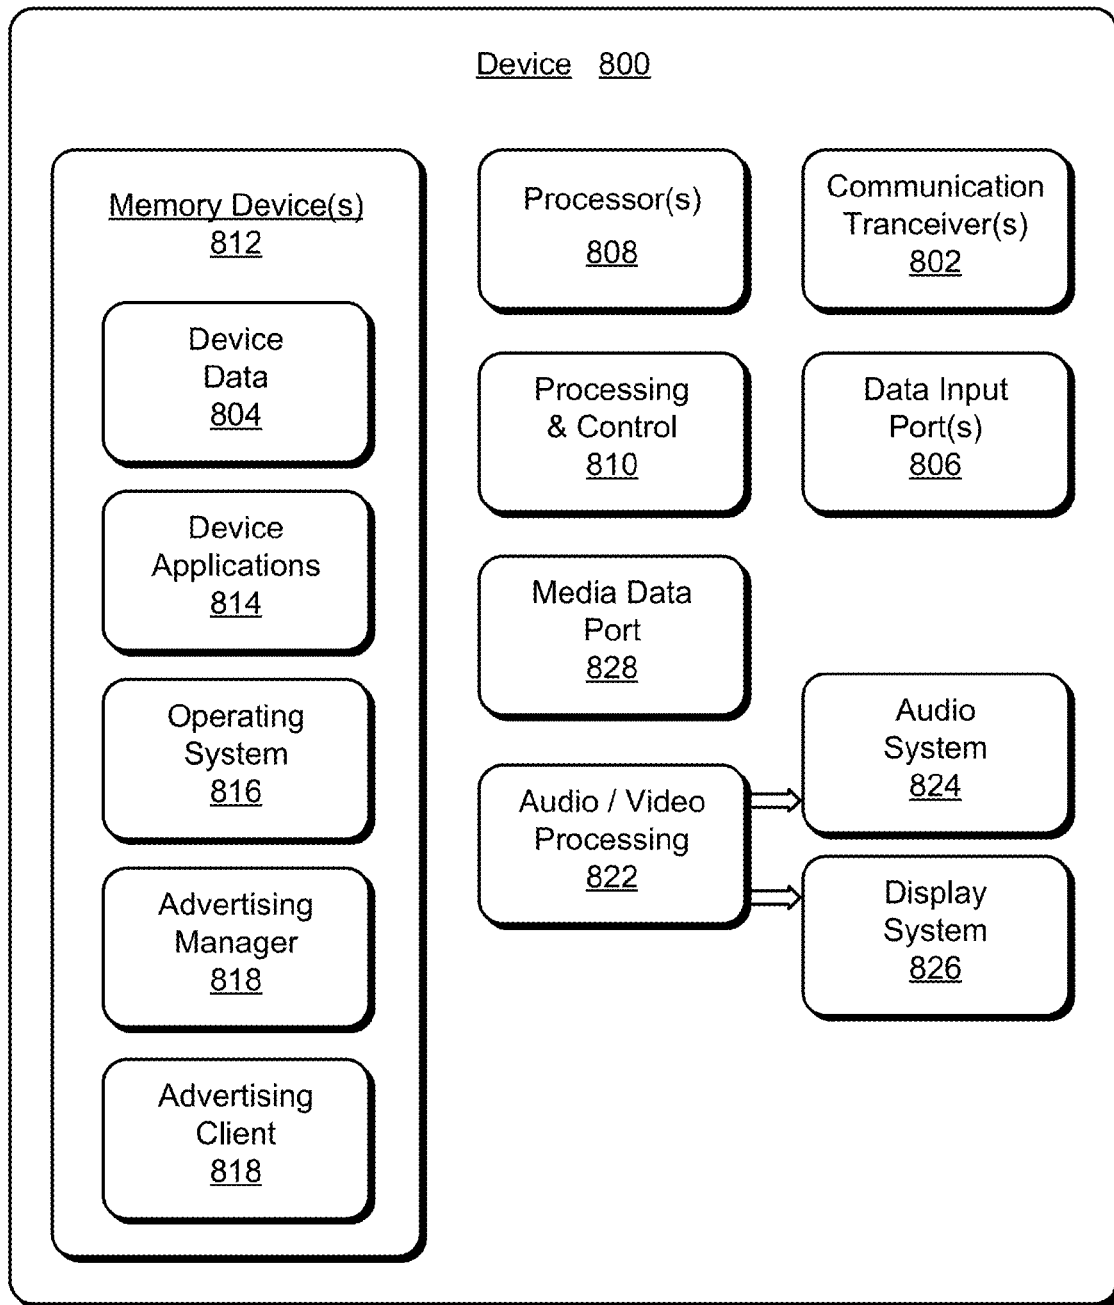 Device 800
Memory Device(s)
812
Device
Data
804
Device
Applications
814
Operating
System
816
Advertising
Manager
818
Advertising
Client
818
Processor(s)
808
Communication
Tranceiver(s)
802
Processing
& Control
810
Data Input
Port(s)
806
Media Data
Port
828
Audio / Video
Processing
822
Audio
System
824
Display
System
826